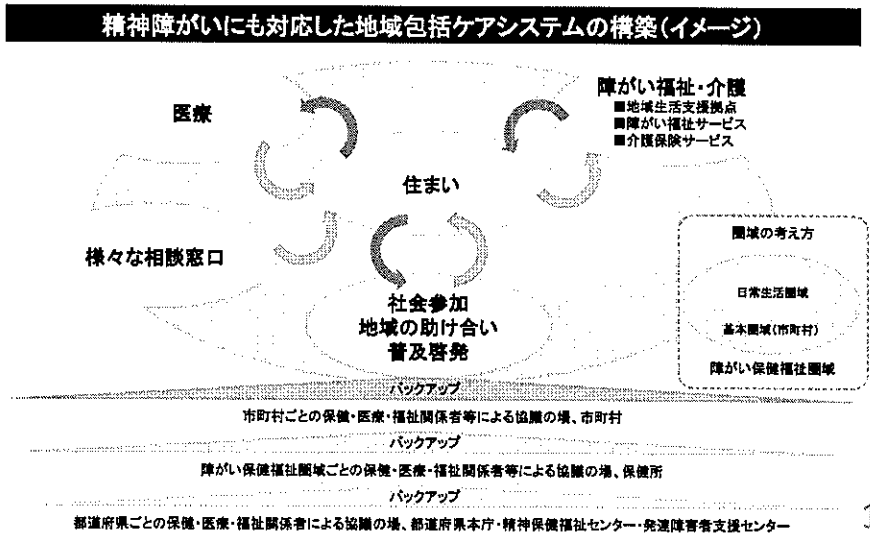 精神障がいにも対応した地域包括ケアシステムの構築(イメージ)
医療
障がい福祉・介護
■地域生活支援拠点
■障がい福祉サービス
■介護保険サービス
住まい
様々な相談窓口
社会参加
地域の助け合い
普及啓発
圏域の考え方
日常生活圏域
基本圏域(市町村)
障がい保健福祉圏域
バックアップ
市町村ごとの保健・医療・福祉関係者等による協議の場、市町村
バックアップ
障がい保健福祉圏域ごとの保健・医療・福祉関係者等による協議の場、保健所
バックアップ
都道府県ごとの保健・医療・福祉関係者による協議の場、都道府県本庁・精神保健福祉センター・発達障害者支援センター